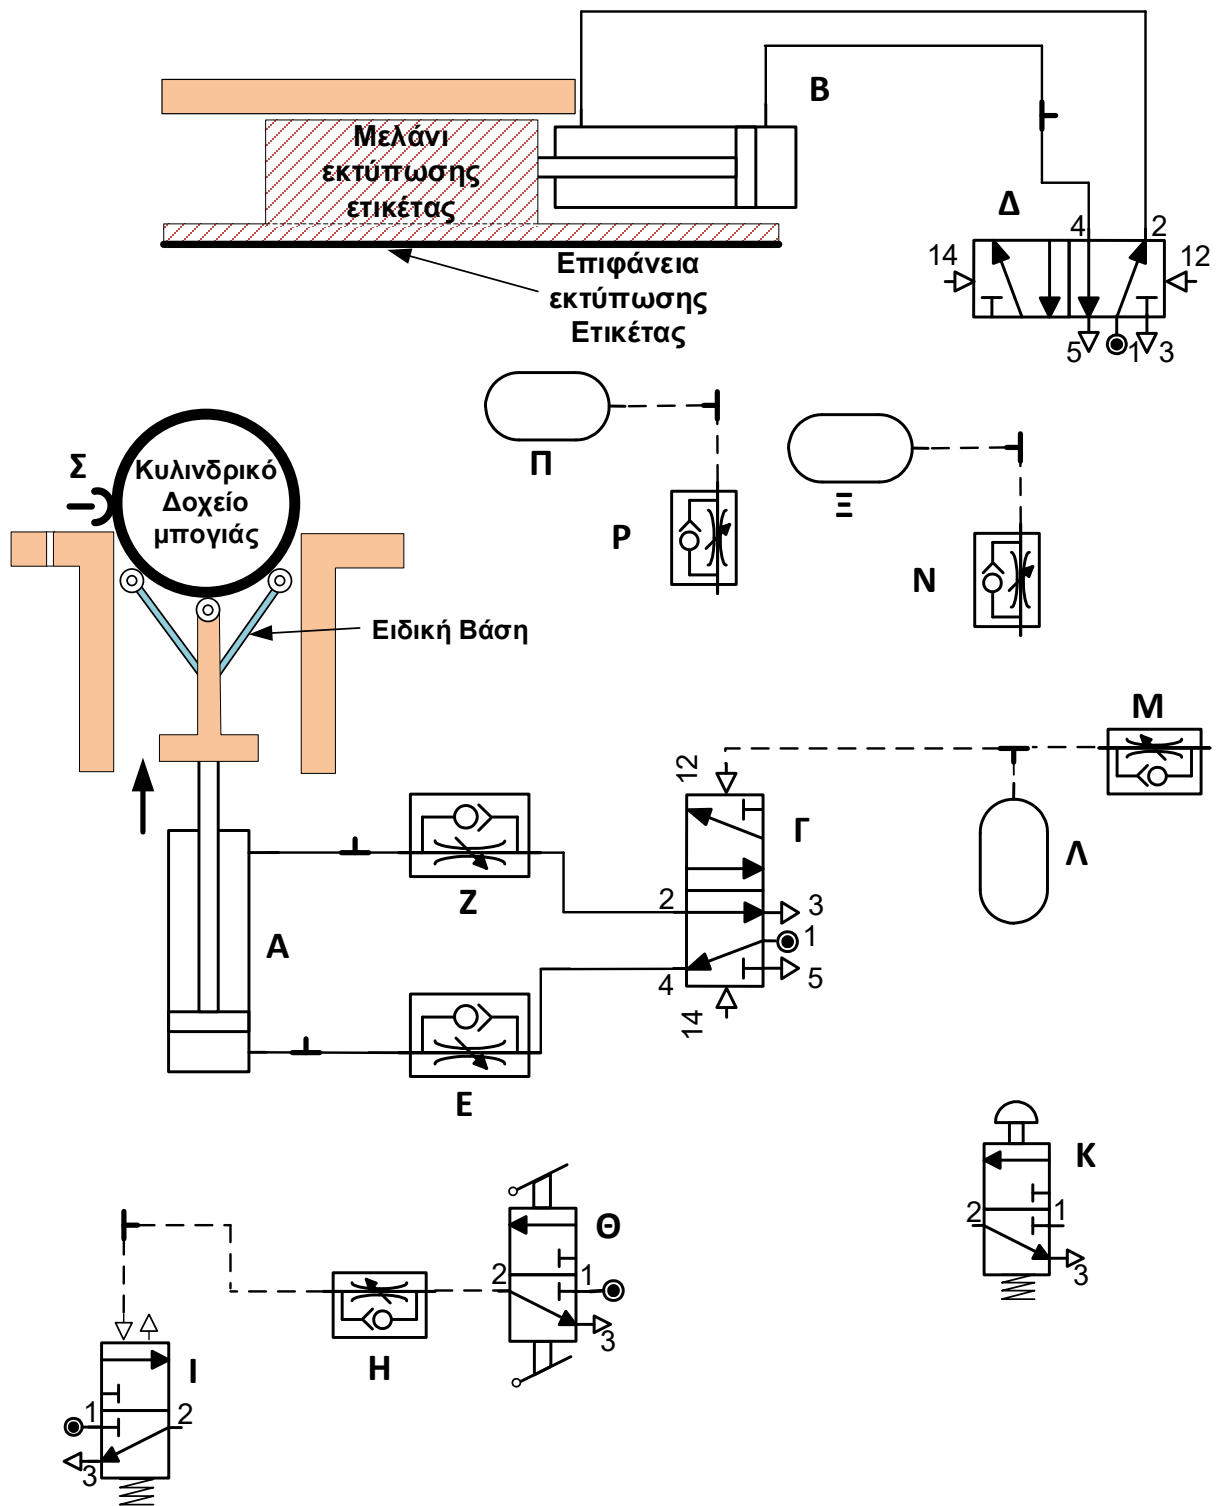 Β
Μελάνι
εκτύπωσης
ετικέτας
Δ
4
2
14
12
5
1
3
Επιφάνεια
εκτύπωσης
Ετικέτας
Π
Ξ
Σ
Κυλινδρικό
Δοχείο
μπογιάς
Ρ
Ν
Ειδική Βάση
Μ
12
Γ
Λ
Ζ
2
3
1
Α
4
5
14
Ε
Κ
2
1
3
Θ
2
1
3
Η
Ι
1
2
3